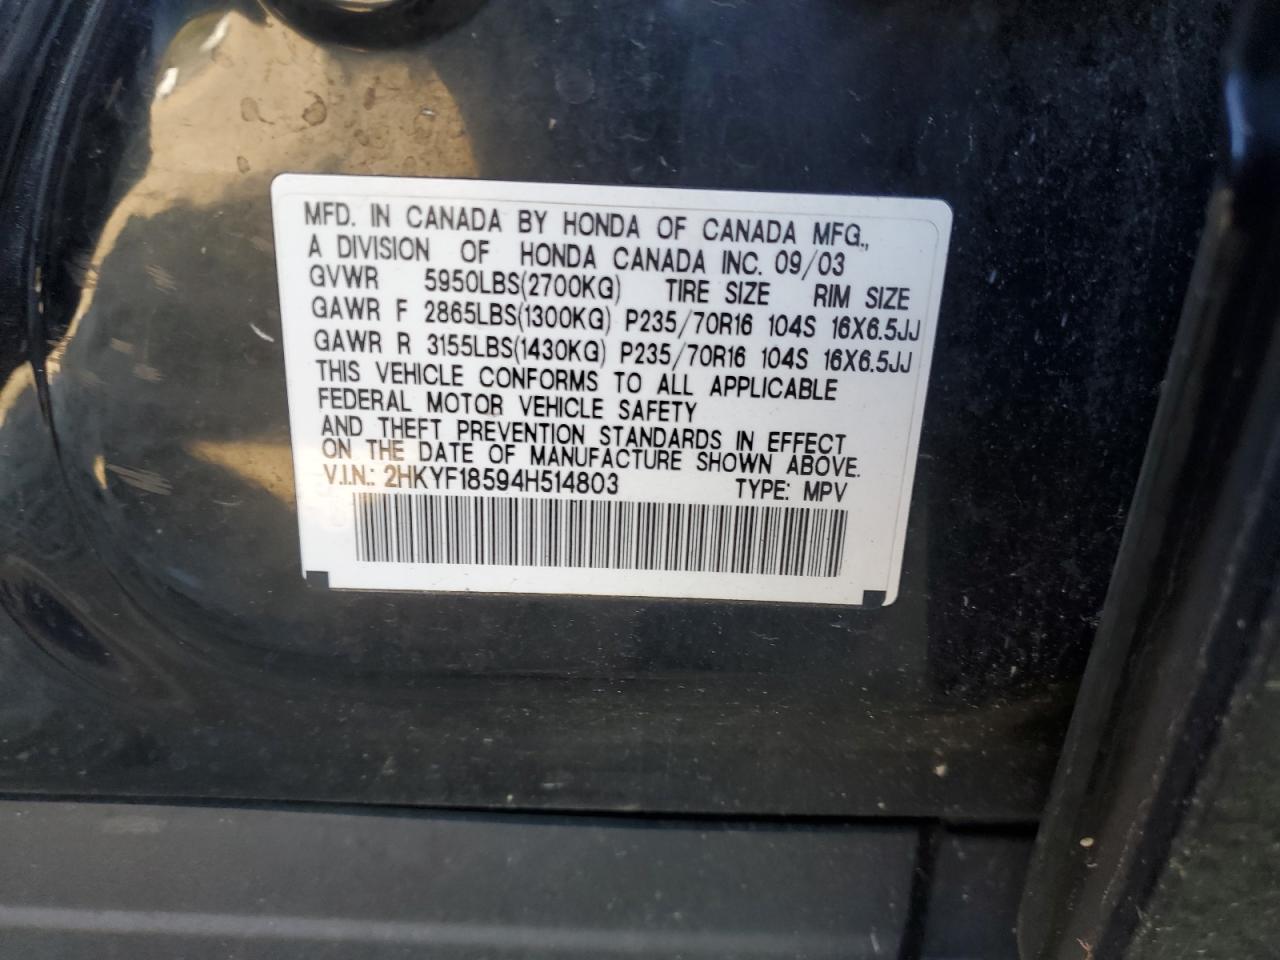 MFD. IN CANADA BY HONDA OF CANADA MFG.,
A DIVISION OF HONDA CANADA INC. 09/03
GVWR 5950LBS(2700KG) TIRE SIZE RIM SIZE
GAWR F 2865LBS(1300KG) P235/70R16 104S 16X6.5JJ
GAWR R 3155LBS(1430KG) P235/70R16 104S 16X6.5JJ
THIS VEHICLE CONFORMS TO ALL APPLICABLE
FEDERAL MOTOR VEHICLE SAFETY
AND THEFT PREVENTION STANDARDS IN EFFECT
ON THE DATE OF MANUFACTURE SHOWN ABOVE.
V.I.N.: 2HKYF18594H514803 TYPE: MPV